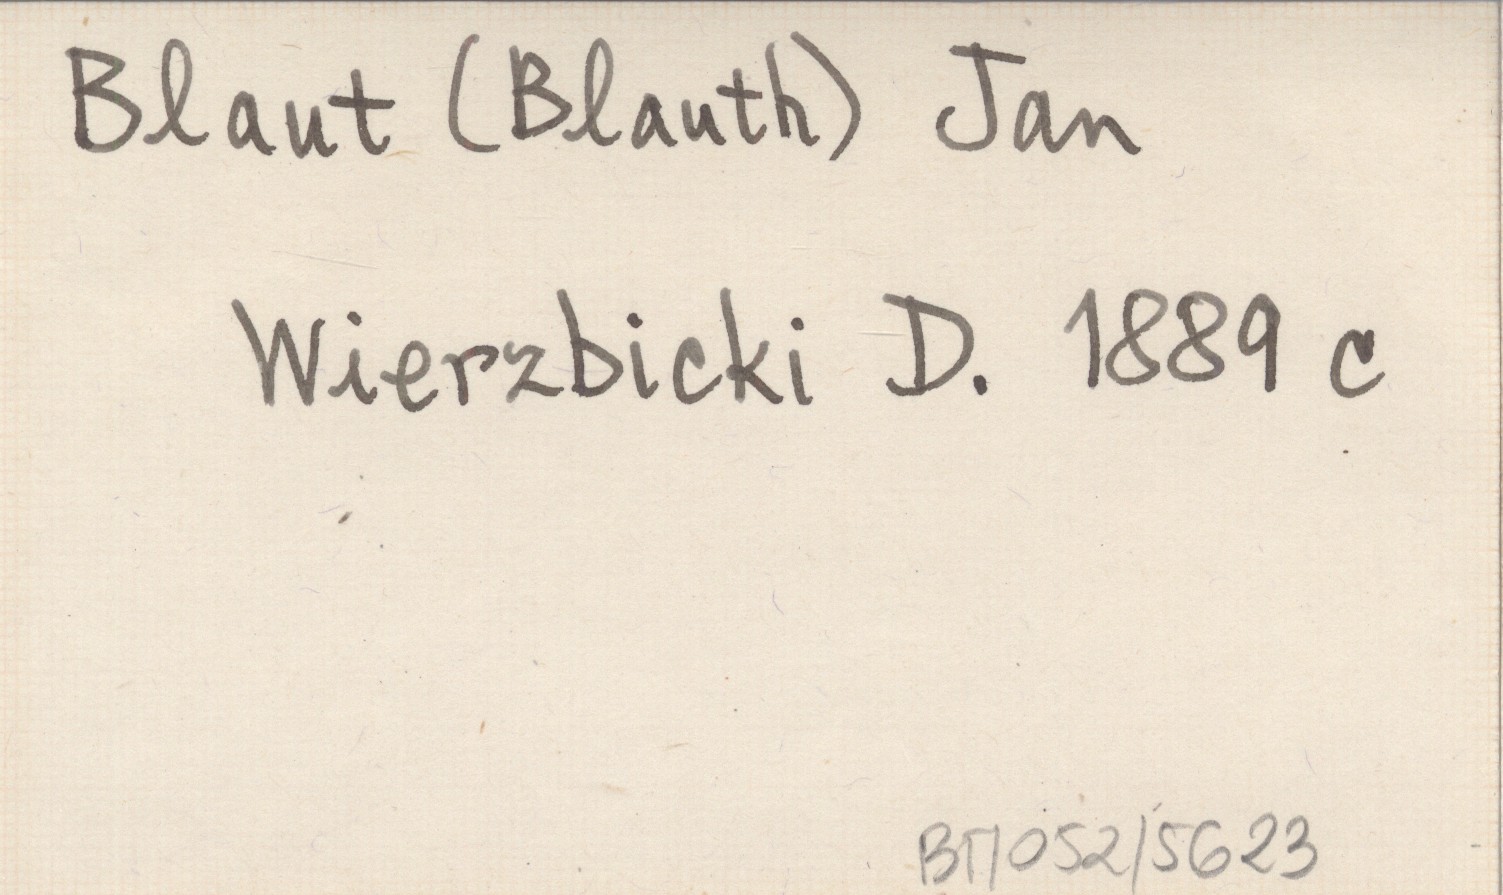 Blaut (Blauth) Jan
Wierzbicki D. 1889 c
BT/052/5623